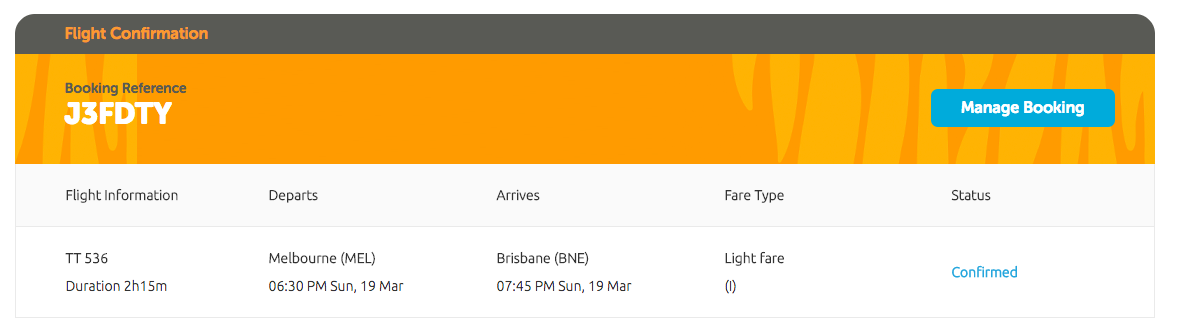 Flight Confirmation
Booking Reference
J3FDTY
Manage Booking
Flight Information Departs Arrives Fare Type Status
TT 536 Melbourne (MEL) Brisbane (BNE) Light fare
Confirmed
Duration 2h15m 06:30 PM Sun, 19 Mar 07:45 PM Sun, 19 Mar (I)